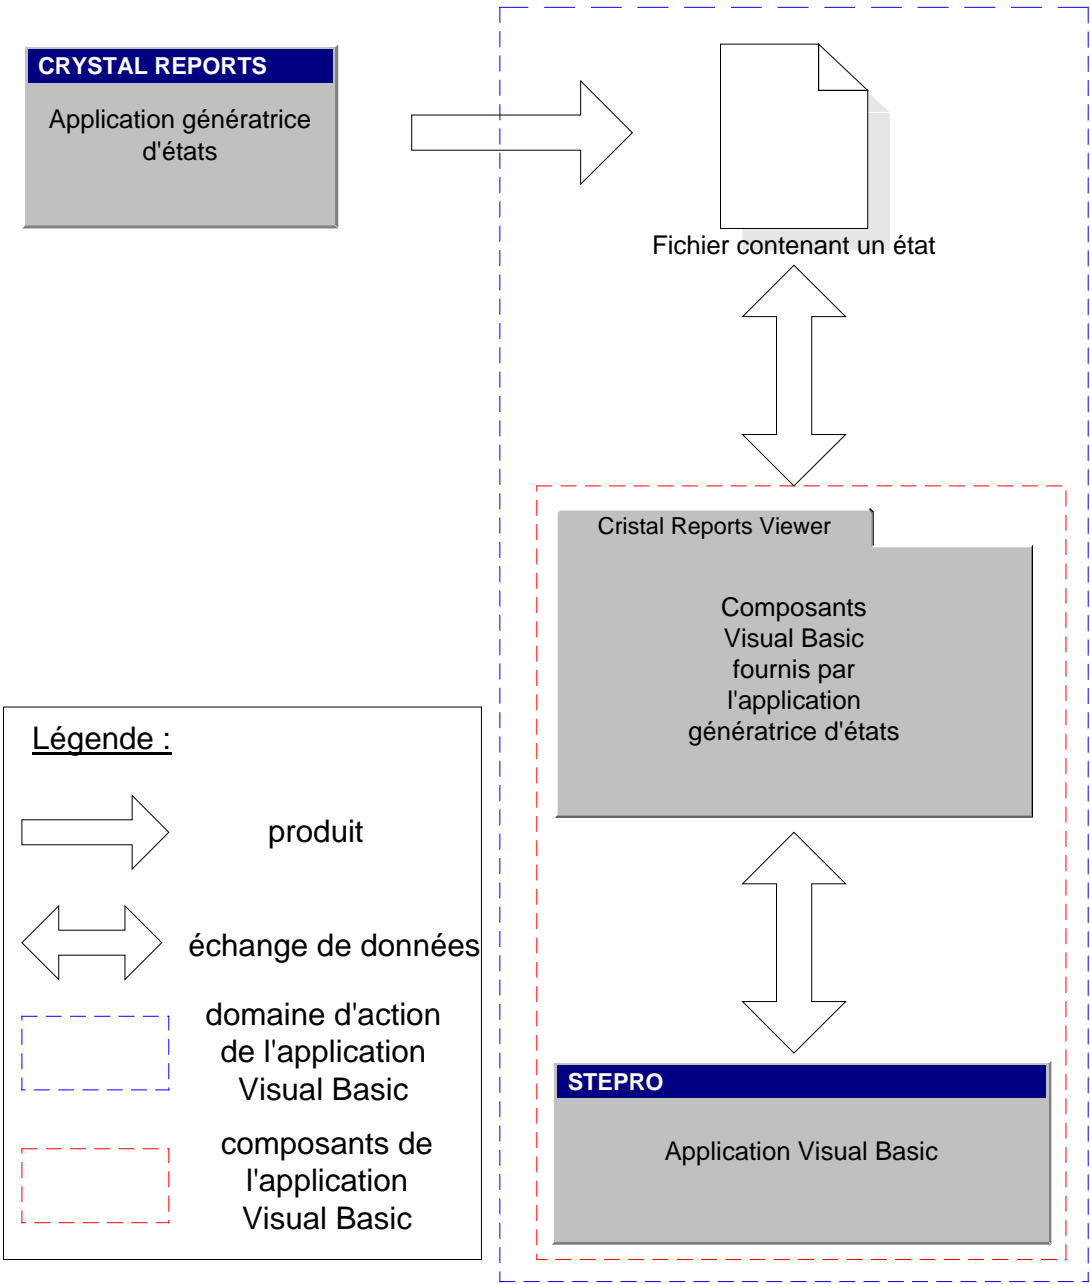 CRYSTAL REPORTS
Application génératrice
d'états
Fichier contenant un état
Cristal Reports Viewer
Composants
Visual Basic
fournis par
l'application
génératrice d'états
STEPRO
Application Visual Basic
Légende :
produit
échange de données
domaine d'action
de l'application
Visual Basic
composants de
l'application
Visual Basic